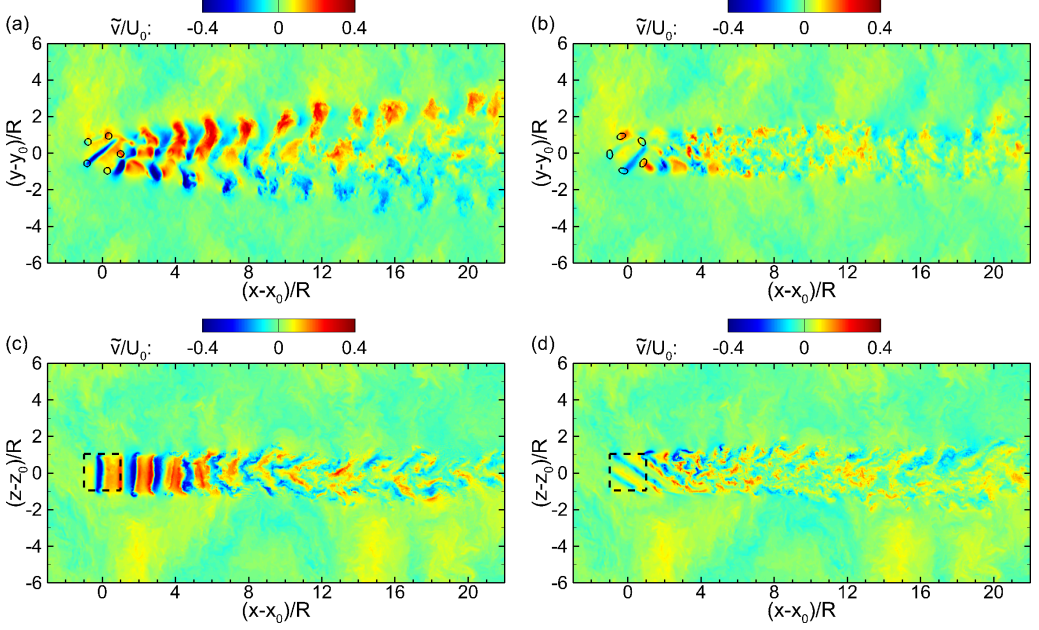 (a) ṽ/U0: -0.4 0 0.4
(y-y0)/R
6
4
2
0
-2
-4
-6
0 4 8 12 16 20
(x-x0)/R
(b) ṽ/U0: -0.4 0 0.4
(y-y0)/R
6
4
2
0
-2
-4
-6
0 4 8 12 16 20
(x-x0)/R
(c) ṽ/U0: -0.4 0 0.4
(z-z0)/R
6
4
2
0
-2
-4
-6
0 4 8 12 16 20
(x-x0)/R
(d) ṽ/U0: -0.4 0 0.4
(z-z0)/R
6
4
2
0
-2
-4
-6
0 4 8 12 16 20
(x-x0)/R